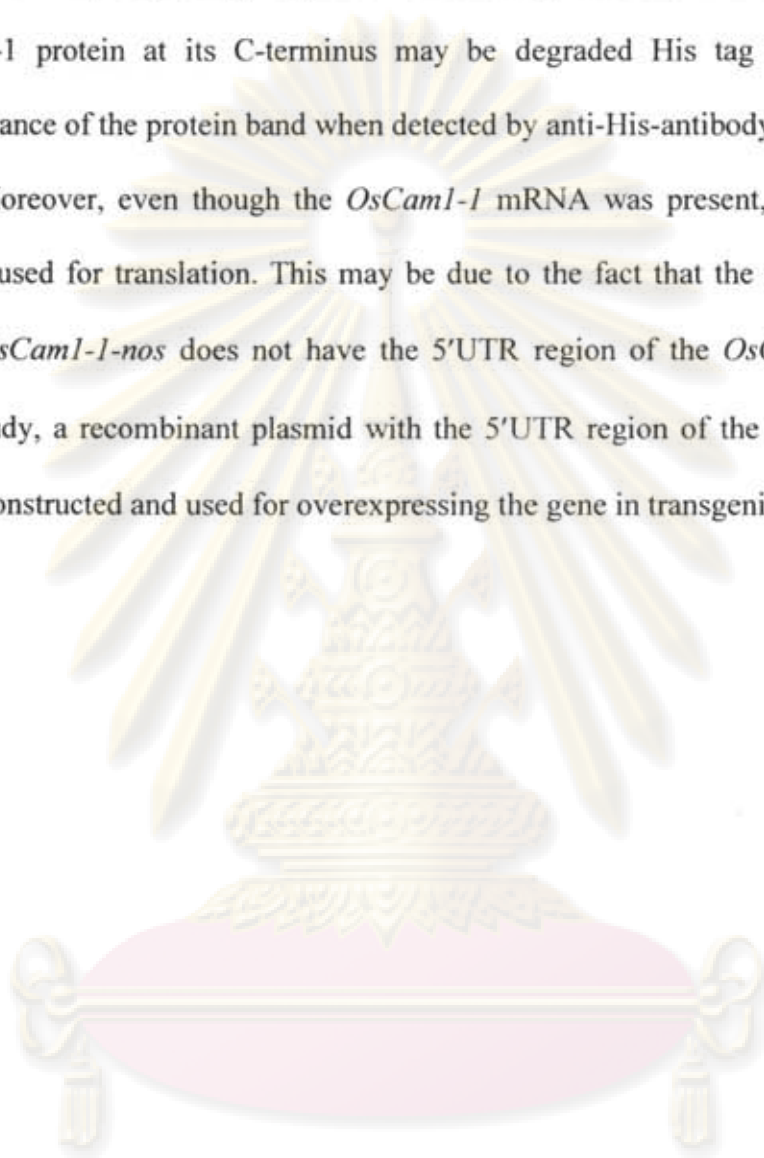 -1 protein at its C-terminus may be degraded His tag
ance of the protein band when detected by anti-His-antibody
oreover, even though the OsCam1-1 mRNA was present,
used for translation. This may be due to the fact that the
sCam1-1-nos does not have the 5′UTR region of the Os
dy, a recombinant plasmid with the 5′UTR region of the
onstructed and used for overexpressing the gene in transgeni